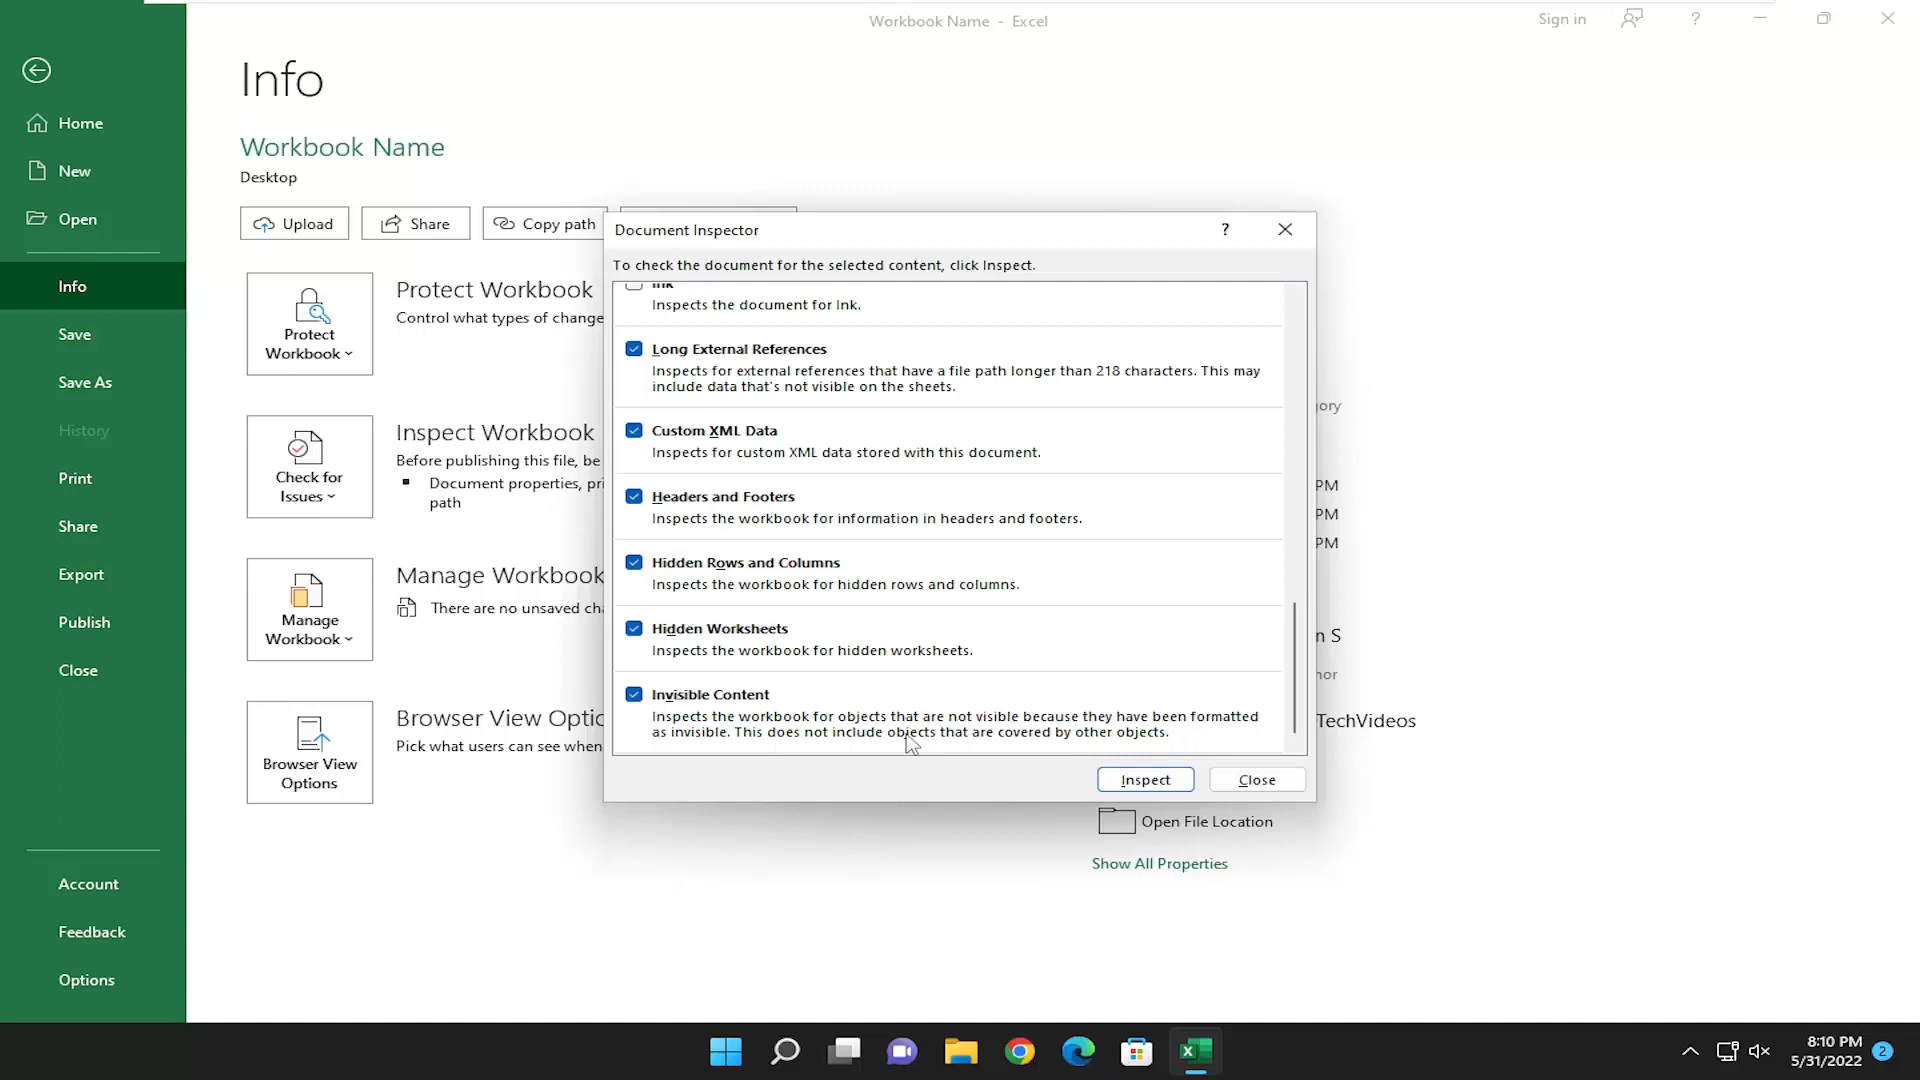 Workbook Name - Excel
Sign in
?
Info
Home
Workbook Name
New
Desktop
Open
Upload
Share
Copy path
Document Inspector
?
To check the document for the selected content, click Inspect.
Ink
Inspects the document for Ink.
Long External References
Inspects for external references that have a file path longer than 218 characters. This may
include data that's not visible on the sheets.
Custom XML Data
Inspects for custom XML data stored with this document.
Headers and Footers
Inspects the workbook for information in headers and footers.
Hidden Rows and Columns
Inspects the workbook for hidden rows and columns.
Hidden Worksheets
Inspects the workbook for hidden worksheets.
Invisible Content
Inspects the workbook for objects that are not visible because they have been formatted
as invisible. This does not include objects that are covered by other objects.
Inspect
Close
Info
Save
Save As
History
Print
Share
Export
Publish
Close
Account
Feedback
Options
Protect
Workbook
Protect Workbook
Control what types of change
Check for
Issues
Inspect Workbook
Before publishing this file, be
Document properties, pri
path
Manage
Workbook
Manage Workbook
There are no unsaved cha
Browser View
Options
Browser View Optio
Pick what users can see when
ory
PM
PM
PM
n S
hor
TechVideos
Open File Location
Show All Properties
8:10 PM
5/31/2022
2